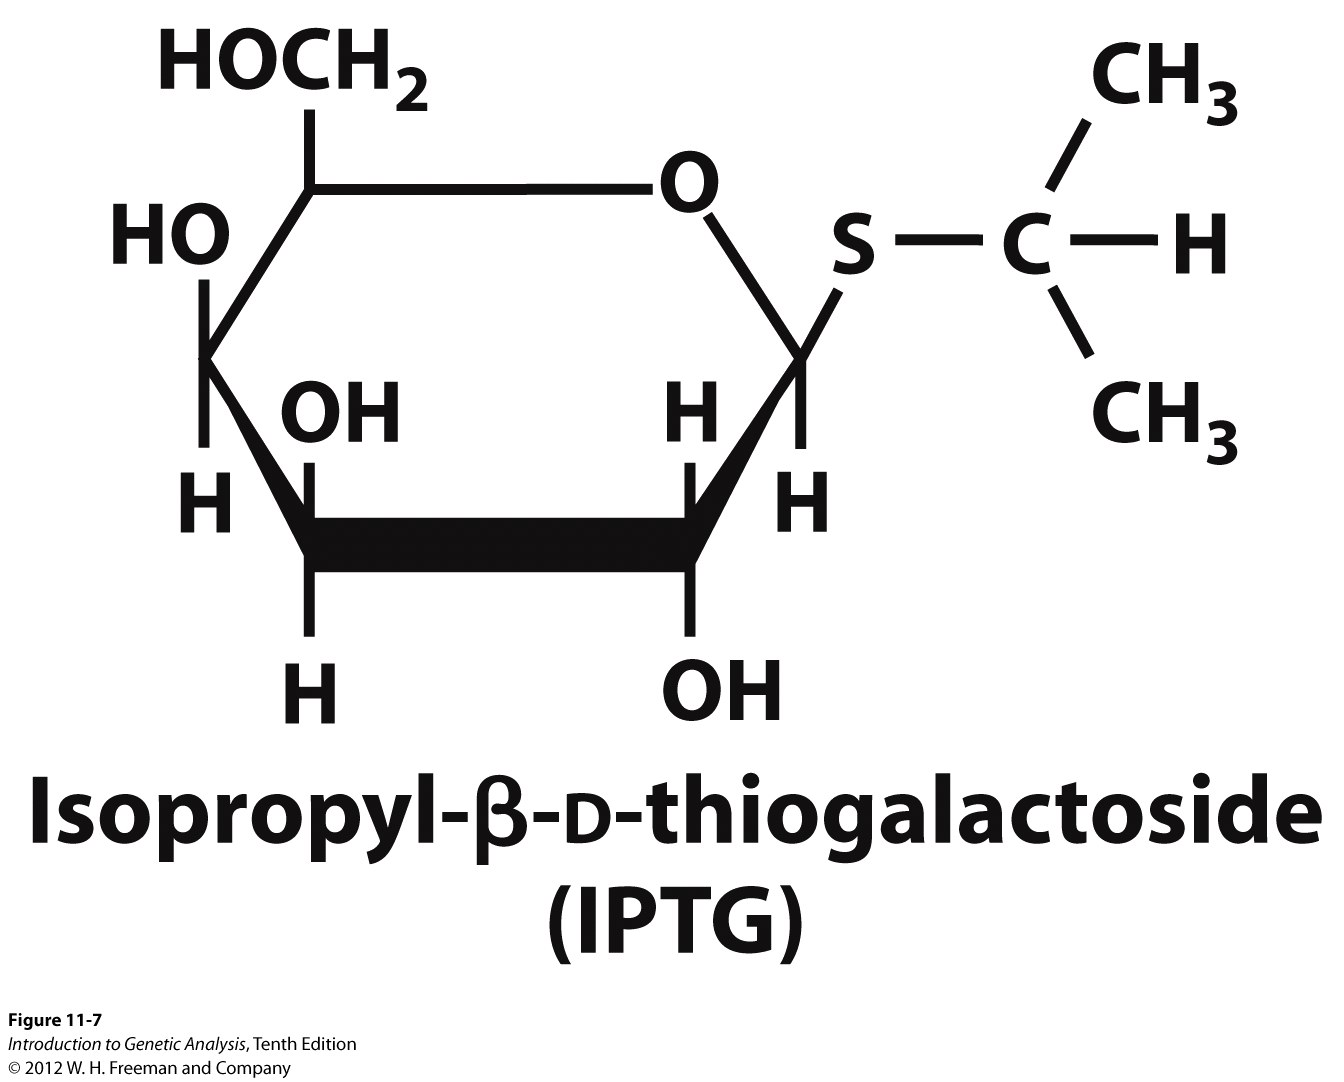 HOCH₂
CH₃
O
HO
S
C
H
OH
H
CH₃
H
H
H
OH
Isopropyl-β-D-thiogalactoside
(IPTG)
Figure 11-7
Introduction to Genetic Analysis, Tenth Edition
© 2012 W. H. Freeman and Company